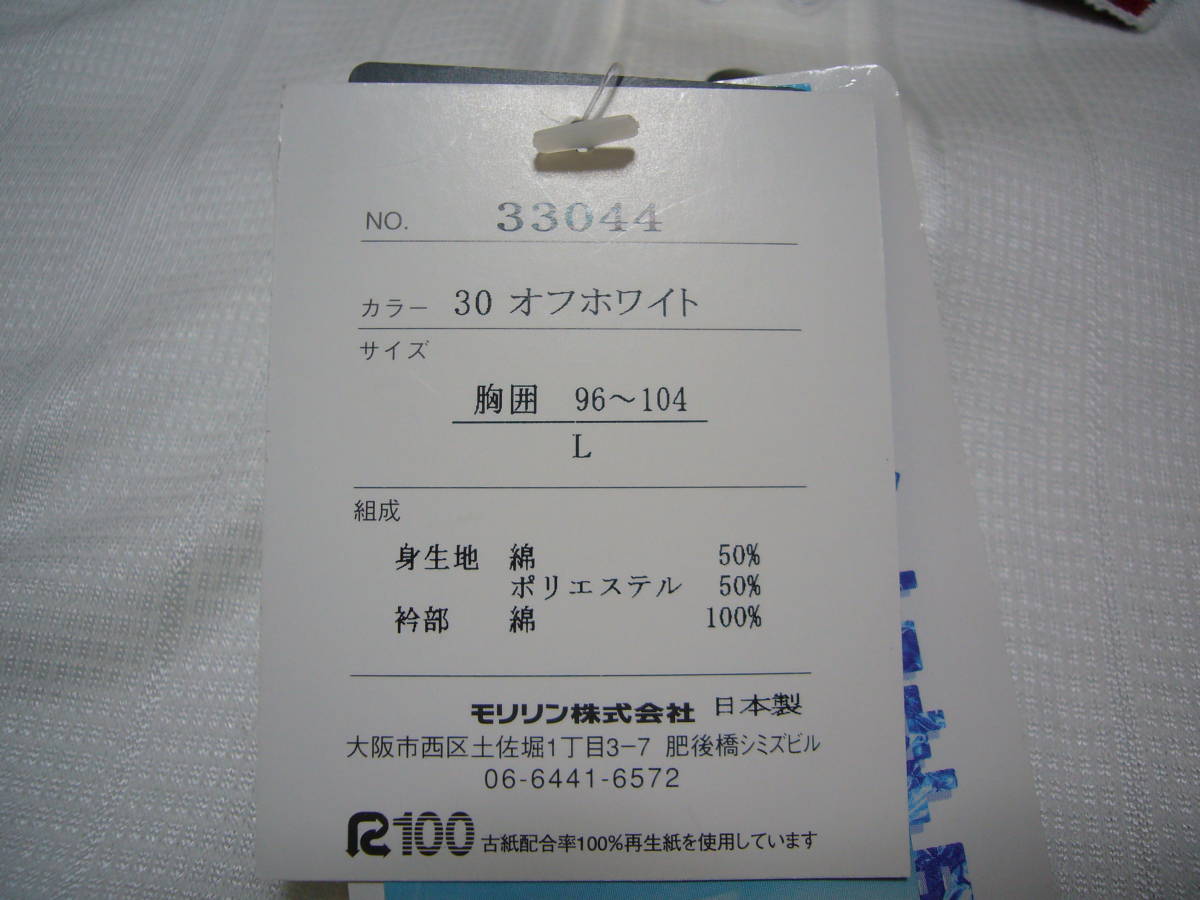 NO. 33044
カラー 30 オフホワイト
サイズ
胸囲 96～104
L
組成
身生地 綿 50%
ポリエステル 50%
衿部 綿 100%
モリリン株式会社 日本製
大阪市西区土佐堀1丁目3-7 肥後橋シミズビル
06-6441-6572
R100 古紙配合率100%再生紙を使用しています